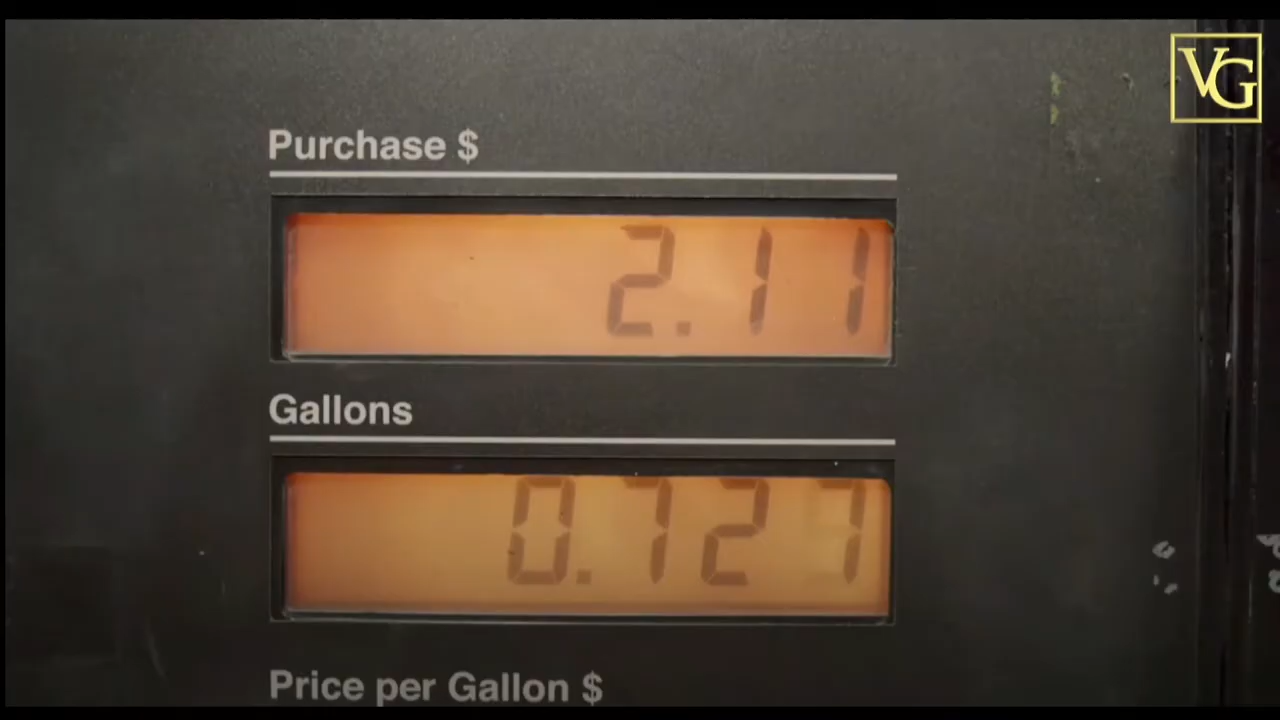 VG
Purchase $
2.11
Gallons
0.727
Price per Gallon $